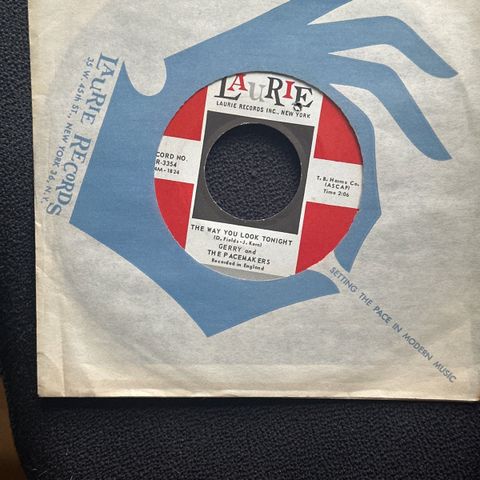 LAURIE RECORDS
35 W. 45th ST., NEW YORK 36 N.Y.
LAURIE
LAURIE RECORDS INC., NEW YORK
CORD NO.
R-3354
T. B. Harms Co.
(ASCAP)
Time 2:06
THE WAY YOU LOOK TONIGHT
(D. Fields-J. Kern)
GERRY and
THE PACEMAKERS
Recorded in England
SETTING THE PACE IN MODERN MUSIC